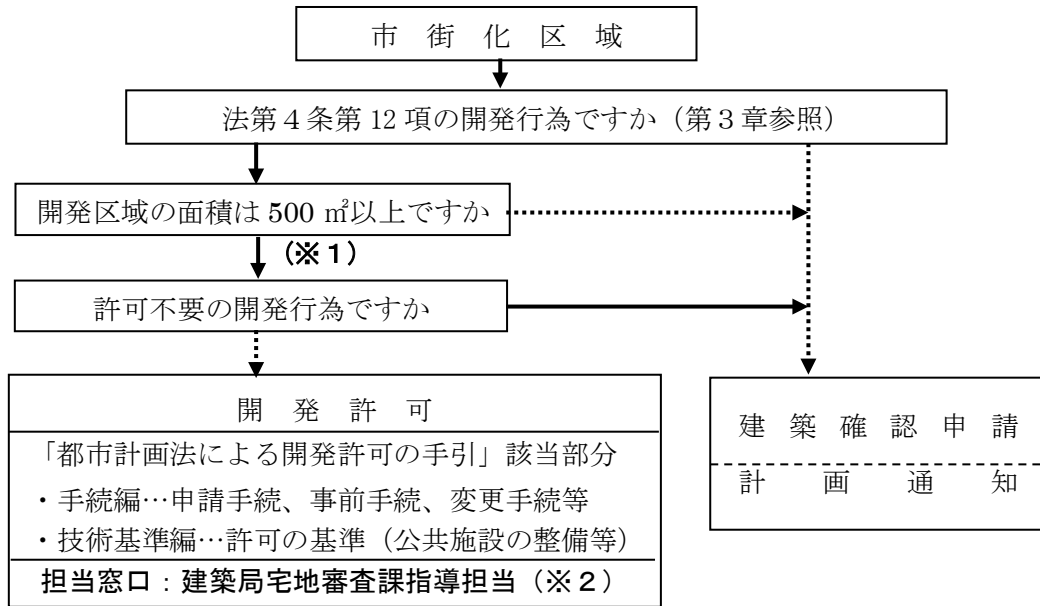 市街化区域
法第４条第12項の開発行為ですか（第３章参照）
開発区域の面積は500㎡以上ですか
（※１）
許可不要の開発行為ですか
開発許可
「都市計画法による開発許可の手引」該当部分
・手続編…申請手続、事前手続、変更手続等
・技術基準編…許可の基準（公共施設の整備等）
担当窓口：建築局宅地審査課指導担当（※２）
建築確認申請
計画通知